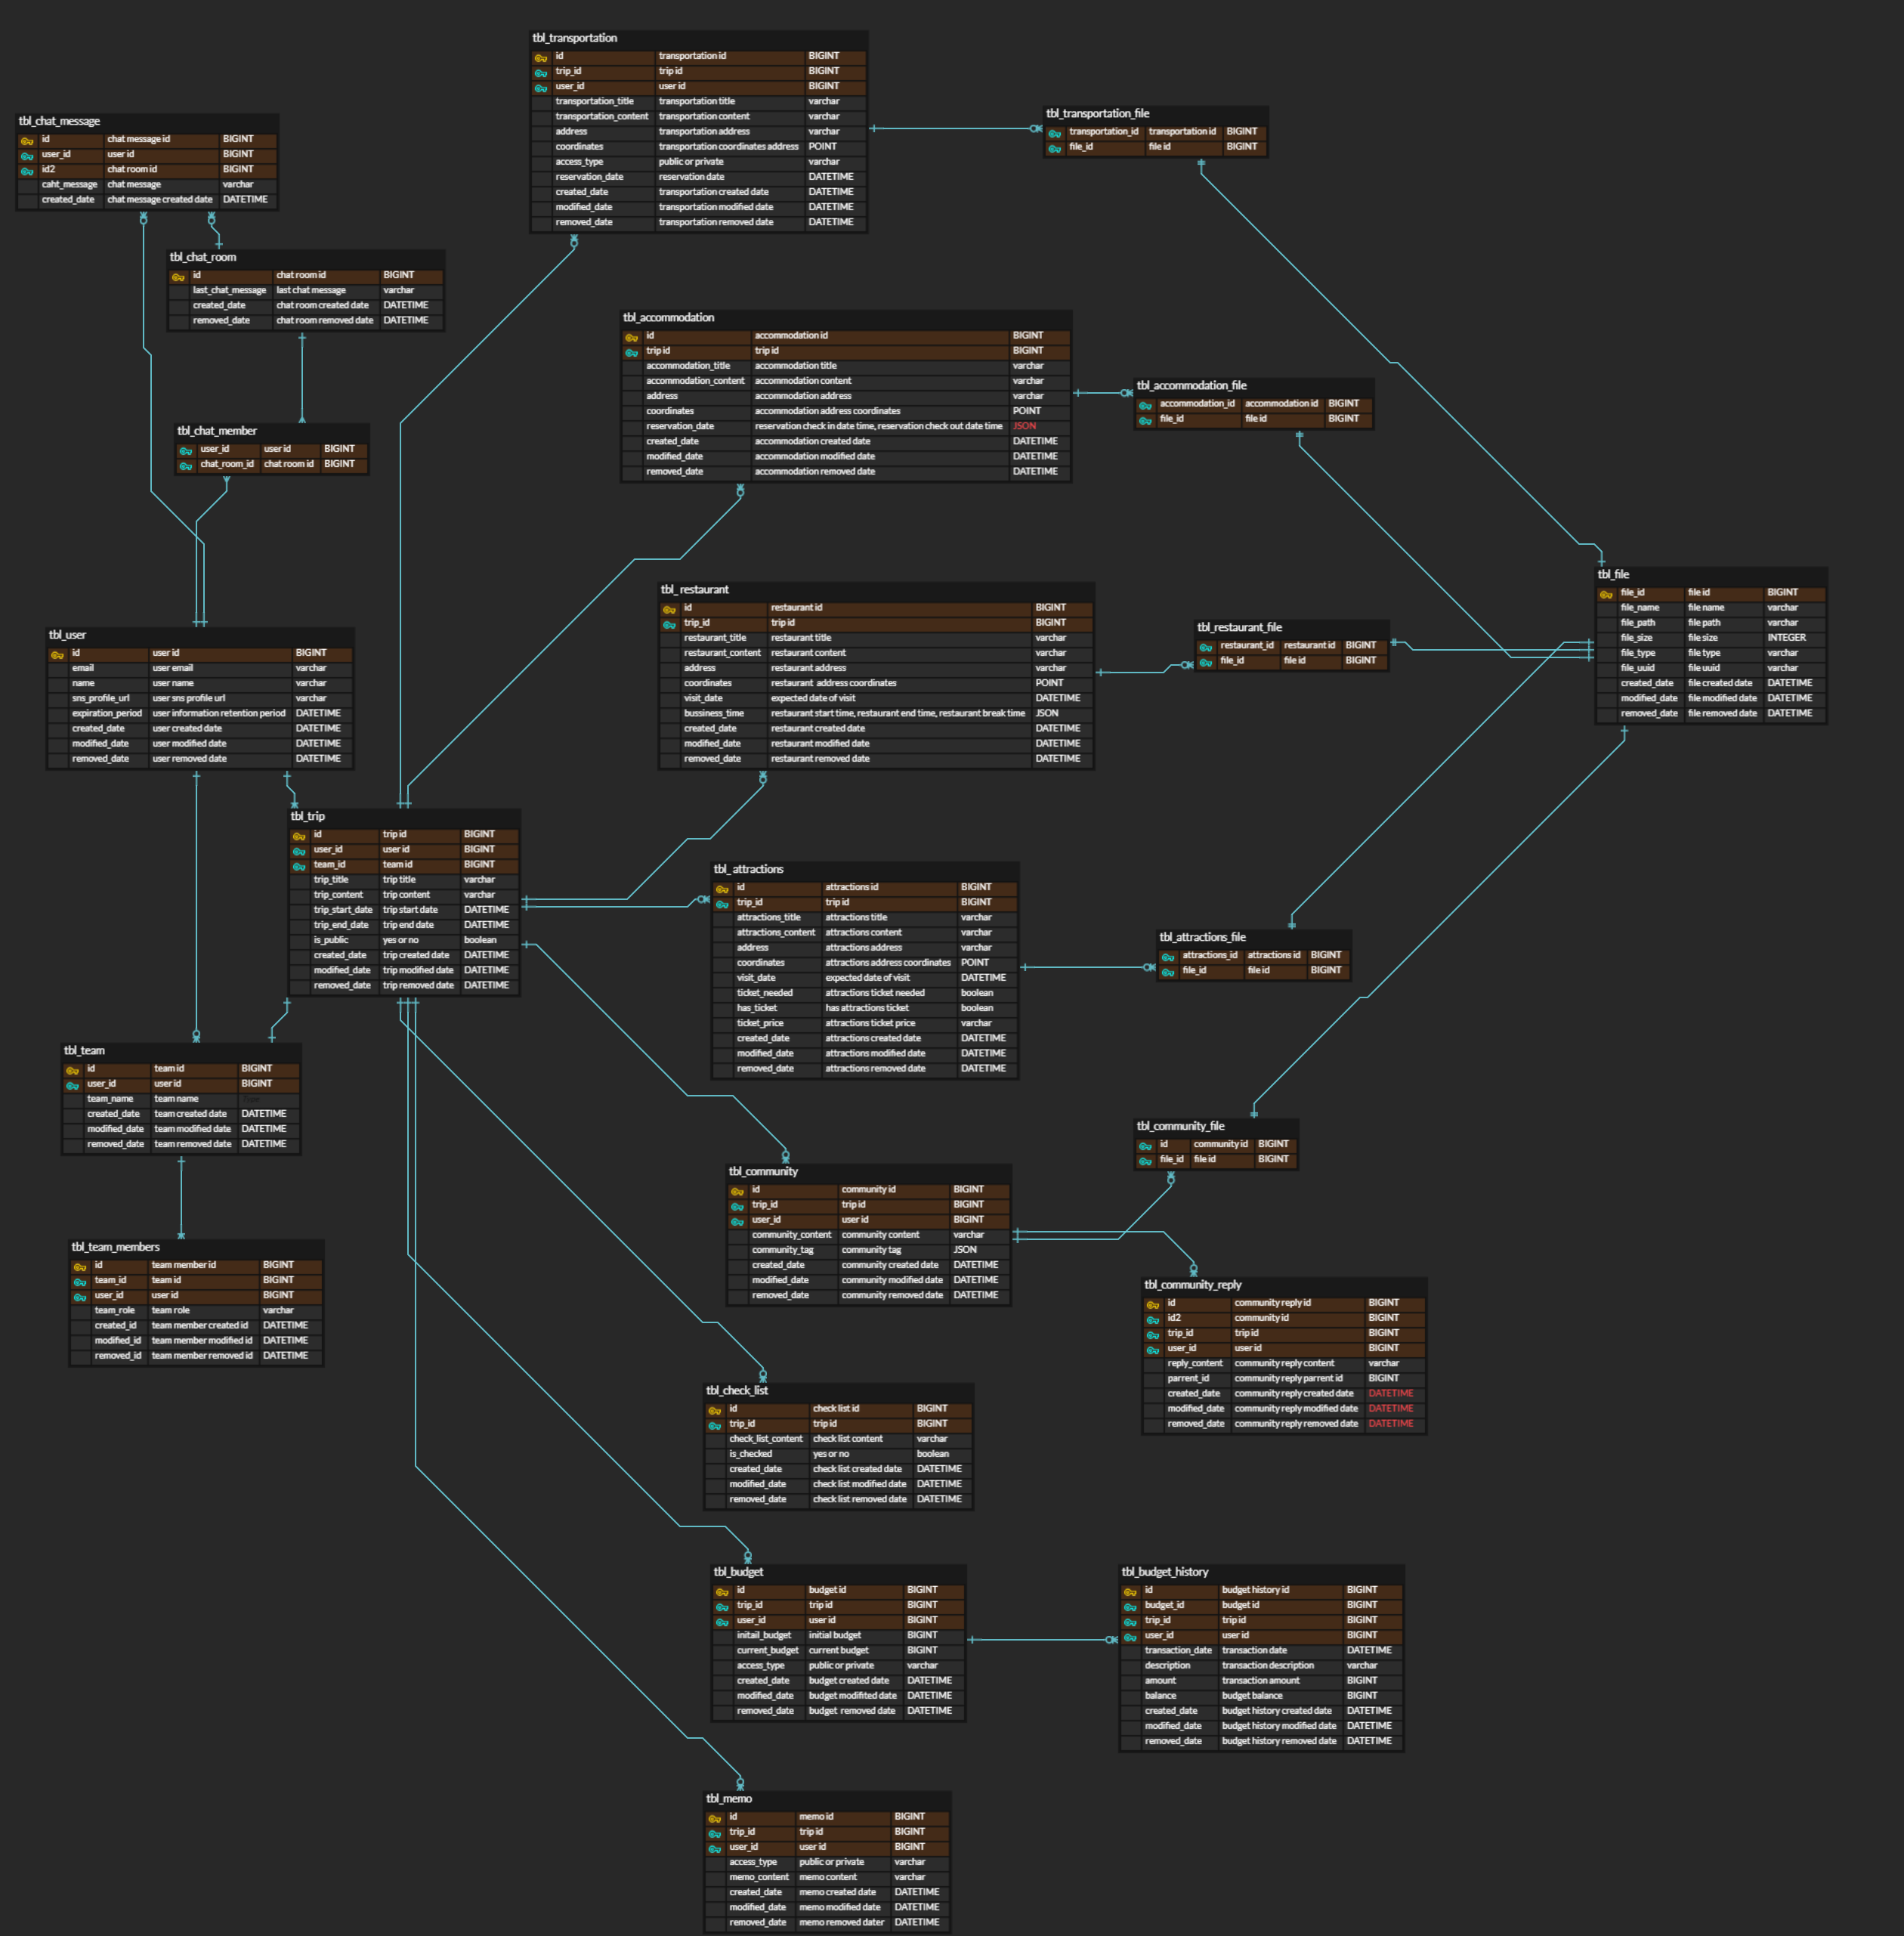 tbl_transportation
id transportation id BIGINT
trip_id trip id BIGINT
user_id user id BIGINT
transportation_title transportation title varchar
transportation_content transportation content varchar
address transportation address varchar
coordinates transportation coordinates address POINT
access_type public or private varchar
reservation_date reservation date DATETIME
created_date transportation created date DATETIME
modified_date transportation modified date DATETIME
removed_date transportation removed date DATETIME
tbl_transportation_file
transportation_id transportation id BIGINT
file_id file id BIGINT
tbl_chat_message
id chat message id BIGINT
user_id user id BIGINT
id2 chat room id BIGINT
caht_message chat message varchar
created_date chat message created date DATETIME
tbl_chat_room
id chat room id BIGINT
last_chat_message last chat message varchar
created_date chat room created date DATETIME
removed_date chat room removed date DATETIME
tbl_accommodation
id accommodation id BIGINT
trip id trip id BIGINT
accommodation_title accommodation title varchar
accommodation_content accommodation content varchar
address accommodation address varchar
coordinates accommodation address coordinates POINT
reservation_date reservation check in date time, reservation check out date time JSON
created_date accommodation created date DATETIME
modified_date accommodation modified date DATETIME
removed_date accommodation removed date DATETIME
tbl_accommodation_file
accommodation_id accommodation id BIGINT
file_id file id BIGINT
tbl_chat_member
user_id user id BIGINT
chat_room_id chat room id BIGINT
tbl_file
file_id file id BIGINT
file_name file name varchar
file_path file path varchar
file_size file size INTEGER
file_type file type varchar
file_uuid file uuid varchar
created_date file created date DATETIME
modified_date file modified date DATETIME
removed_date file removed date DATETIME
tbl_restaurant
id restaurant id BIGINT
trip_id trip id BIGINT
restaurant_title restaurant title varchar
restaurant_content restaurant content varchar
address restaurant address varchar
coordinates restaurant address coordinates POINT
visit_date expected date of visit DATETIME
bussiness_time restaurant start time, restaurant end time, restaurant break time JSON
created_date restaurant created date DATETIME
modified_date restaurant modified date DATETIME
removed_date restaurant removed date DATETIME
tbl_restaurant_file
restaurant_id restaurant id BIGINT
file_id file id BIGINT
tbl_user
id user id BIGINT
email user email varchar
name user name varchar
sns_profile_url user sns profile url varchar
expiration_period user information retention period DATETIME
created_date user created date DATETIME
modified_date user modified date DATETIME
removed_date user removed date DATETIME
tbl_trip
id trip id BIGINT
user_id user id BIGINT
team_id team id BIGINT
trip_title trip title varchar
trip_content trip content varchar
trip_start_date trip start date DATETIME
trip_end_date trip end date DATETIME
is_public yes or no boolean
created_date trip created date DATETIME
modified_date trip modified date DATETIME
removed_date trip removed date DATETIME
tbl_attractions
id attractions id BIGINT
trip_id trip id BIGINT
attractions_title attractions title varchar
attractions_content attractions content varchar
address attractions address varchar
coordinates attractions address coordinates POINT
visit_date expected date of visit DATETIME
ticket_needed attractions ticket needed boolean
has_ticket has attractions ticket boolean
ticket_price attractions ticket price varchar
created_date attractions created date DATETIME
modified_date attractions modified date DATETIME
removed_date attractions removed date DATETIME
tbl_attractions_file
attractions_id attractions id BIGINT
file_id file id BIGINT
tbl_team
id team id BIGINT
user_id user id BIGINT
team_name team name
created_date team created date DATETIME
modified_date team modified date DATETIME
removed_date team removed date DATETIME
tbl_community_file
id community id BIGINT
file_id file id BIGINT
tbl_community
id community id BIGINT
trip_id trip id BIGINT
user_id user id BIGINT
community_content community content varchar
community_tag community tag JSON
created_date community created date DATETIME
modified_date community modified date DATETIME
removed_date community removed date DATETIME
tbl_team_members
id team member id BIGINT
team_id team id BIGINT
user_id user id BIGINT
team_role team role varchar
created_id team member created id DATETIME
modified_id team member modified id DATETIME
removed_id team member removed id DATETIME
tbl_community_reply
id community reply id BIGINT
id2 community id BIGINT
trip_id trip id BIGINT
user_id user id BIGINT
reply_content community reply content varchar
parrent_id community reply parrent id BIGINT
created_date community reply created date DATETIME
modified_date community reply modified date DATETIME
removed_date community reply removed date DATETIME
tbl_check_list
id check list id BIGINT
trip_id trip id BIGINT
check_list_content check list content varchar
is_checked yes or no boolean
created_date check list created date DATETIME
modified_date check list modified date DATETIME
removed_date check list removed date DATETIME
tbl_budget
id budget id BIGINT
trip_id trip id BIGINT
user_id user id BIGINT
initail_budget initial budget BIGINT
current_budget current budget BIGINT
access_type public or private varchar
created_date budget created date DATETIME
modified_date budget modifited date DATETIME
removed_date budget removed date DATETIME
tbl_budget_history
id budget history id BIGINT
budget_id budget id BIGINT
trip_id trip id BIGINT
user_id user id BIGINT
transaction_date transaction date DATETIME
description transaction description varchar
amount transaction amount BIGINT
balance budget balance BIGINT
created_date budget history created date DATETIME
modified_date budget history modified date DATETIME
removed_date budget history removed date DATETIME
tbl_memo
id memo id BIGINT
trip_id trip id BIGINT
user_id user id BIGINT
access_type public or private varchar
memo_content memo content varchar
created_date memo created date DATETIME
modified_date memo modified date DATETIME
removed_date memo removed dater DATETIME